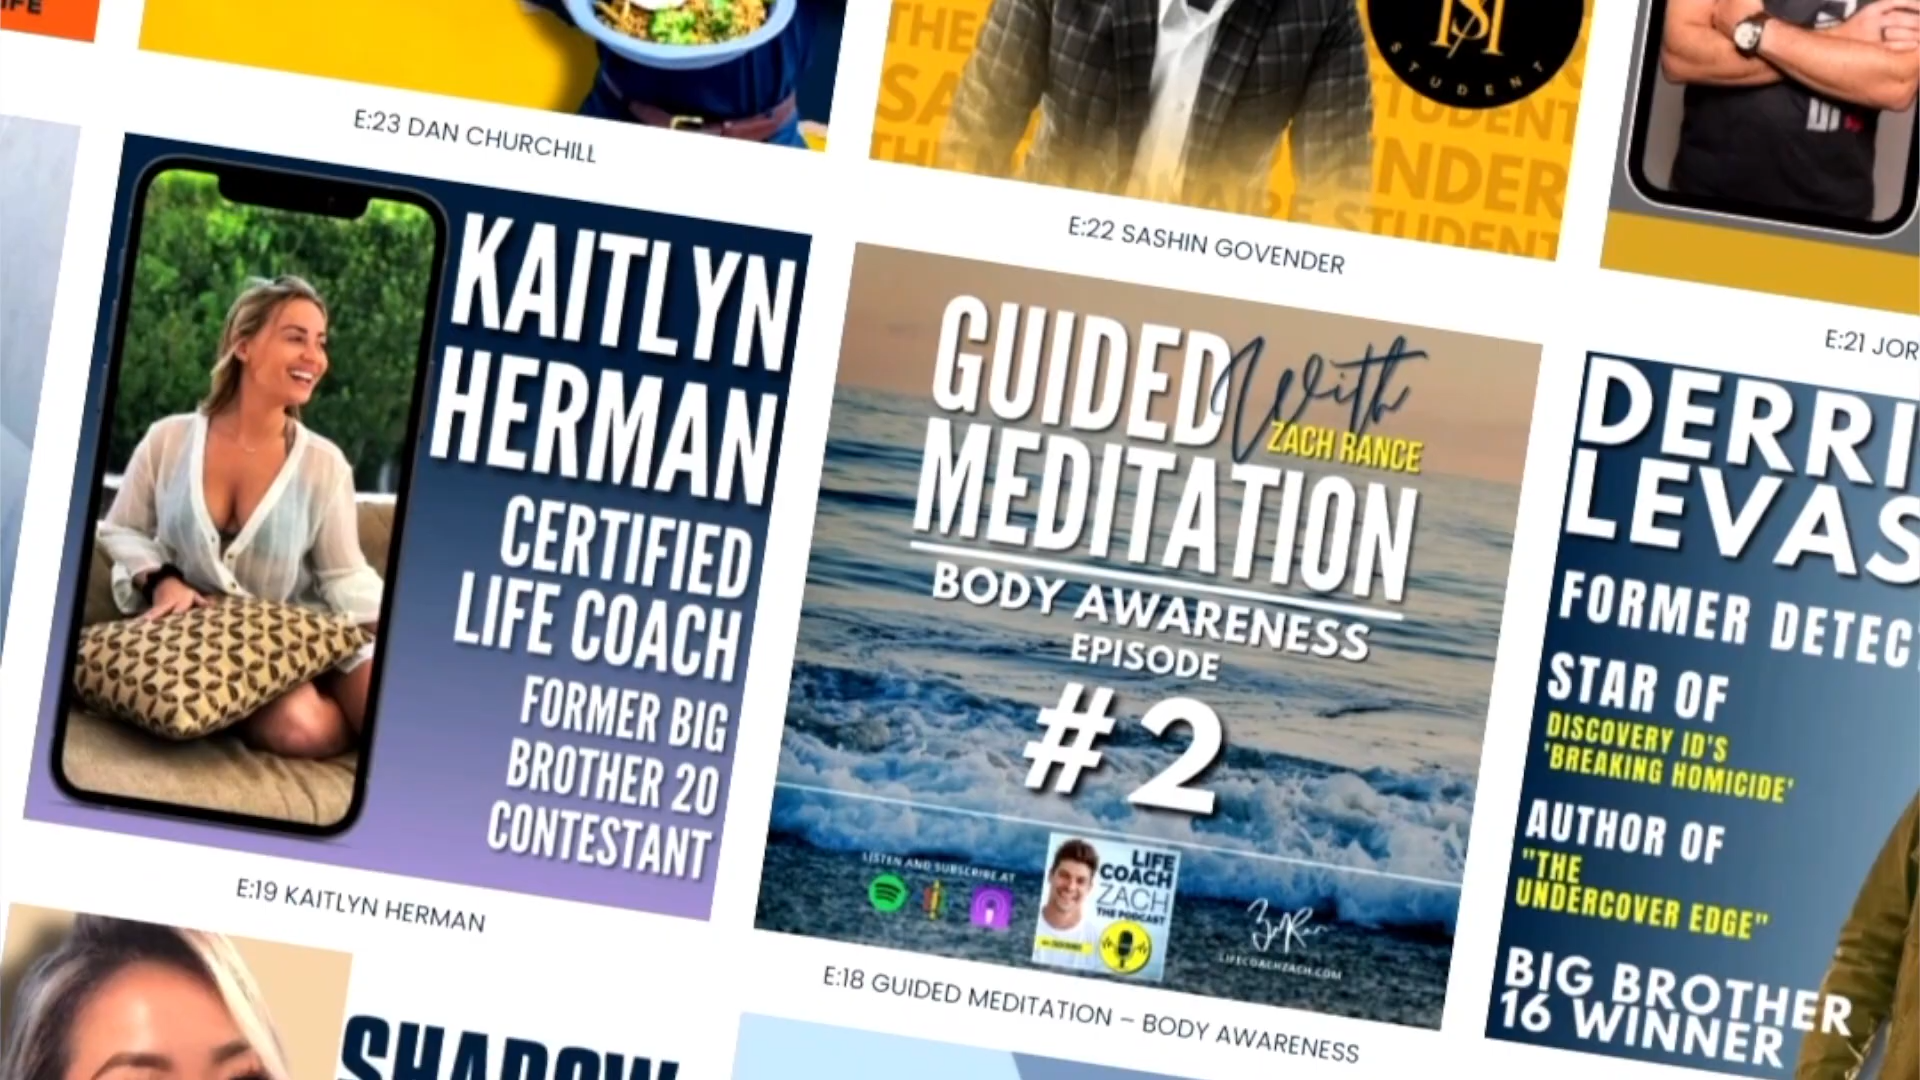 IFE
E:23 DAN CHURCHILL
STUDENT
E:22 SASHIN GOVENDER
E:21 JOR
KAITLYN
HERMAN
CERTIFIED
LIFE COACH
FORMER BIG
BROTHER 20
CONTESTANT
E:19 KAITLYN HERMAN
GUIDED With
ZACH RANCE
MEDITATION
BODY AWARENESS
EPISODE
#2
LISTEN AND SUBSCRIBE AT
LIFE
COACH
ZACH
THE PODCAST
LIFECOACHZACH.COM
E:18 GUIDED MEDITATION – BODY AWARENESS
DERRI
LEVAS
FORMER DETEC
STAR OF
DISCOVERY ID'S
'BREAKING HOMICIDE'
AUTHOR OF
"THE
UNDERCOVER EDGE"
BIG BROTHER
16 WINNER
SHADOW